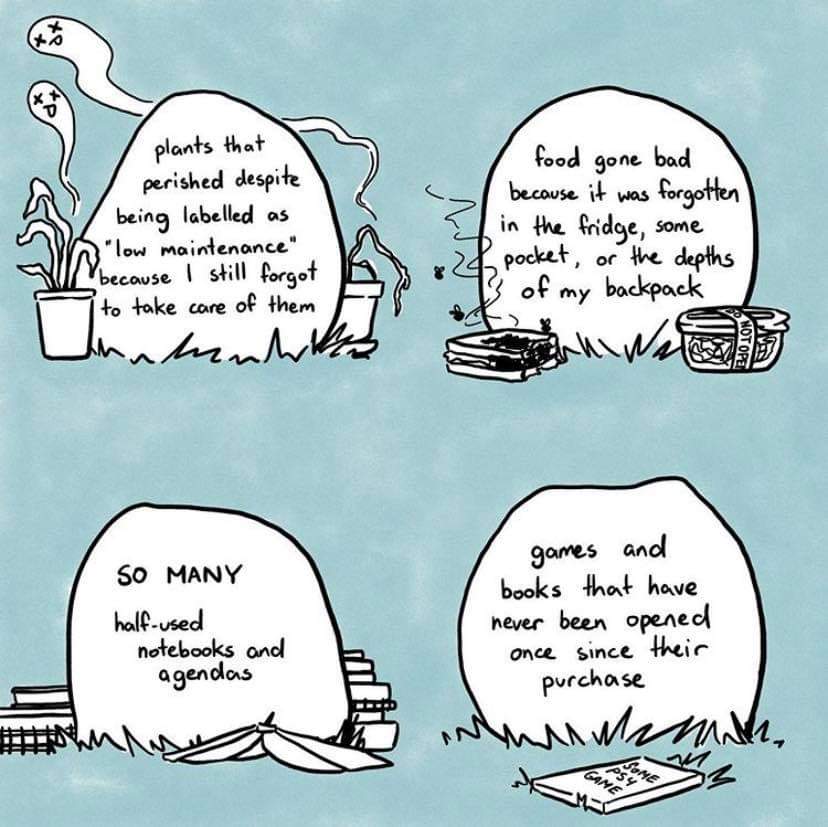 plants that
perished despite
being labelled as
"low maintenance"
because I still forgot
to take care of them
food gone bad
because it was forgotten
in the fridge, some
pocket, or the depths
of my backpack
NOT OPEN
SO MANY
half-used
notebooks and
agendas
games and
books that have
never been opened
once since their
purchase
SOME
PS4
GAME